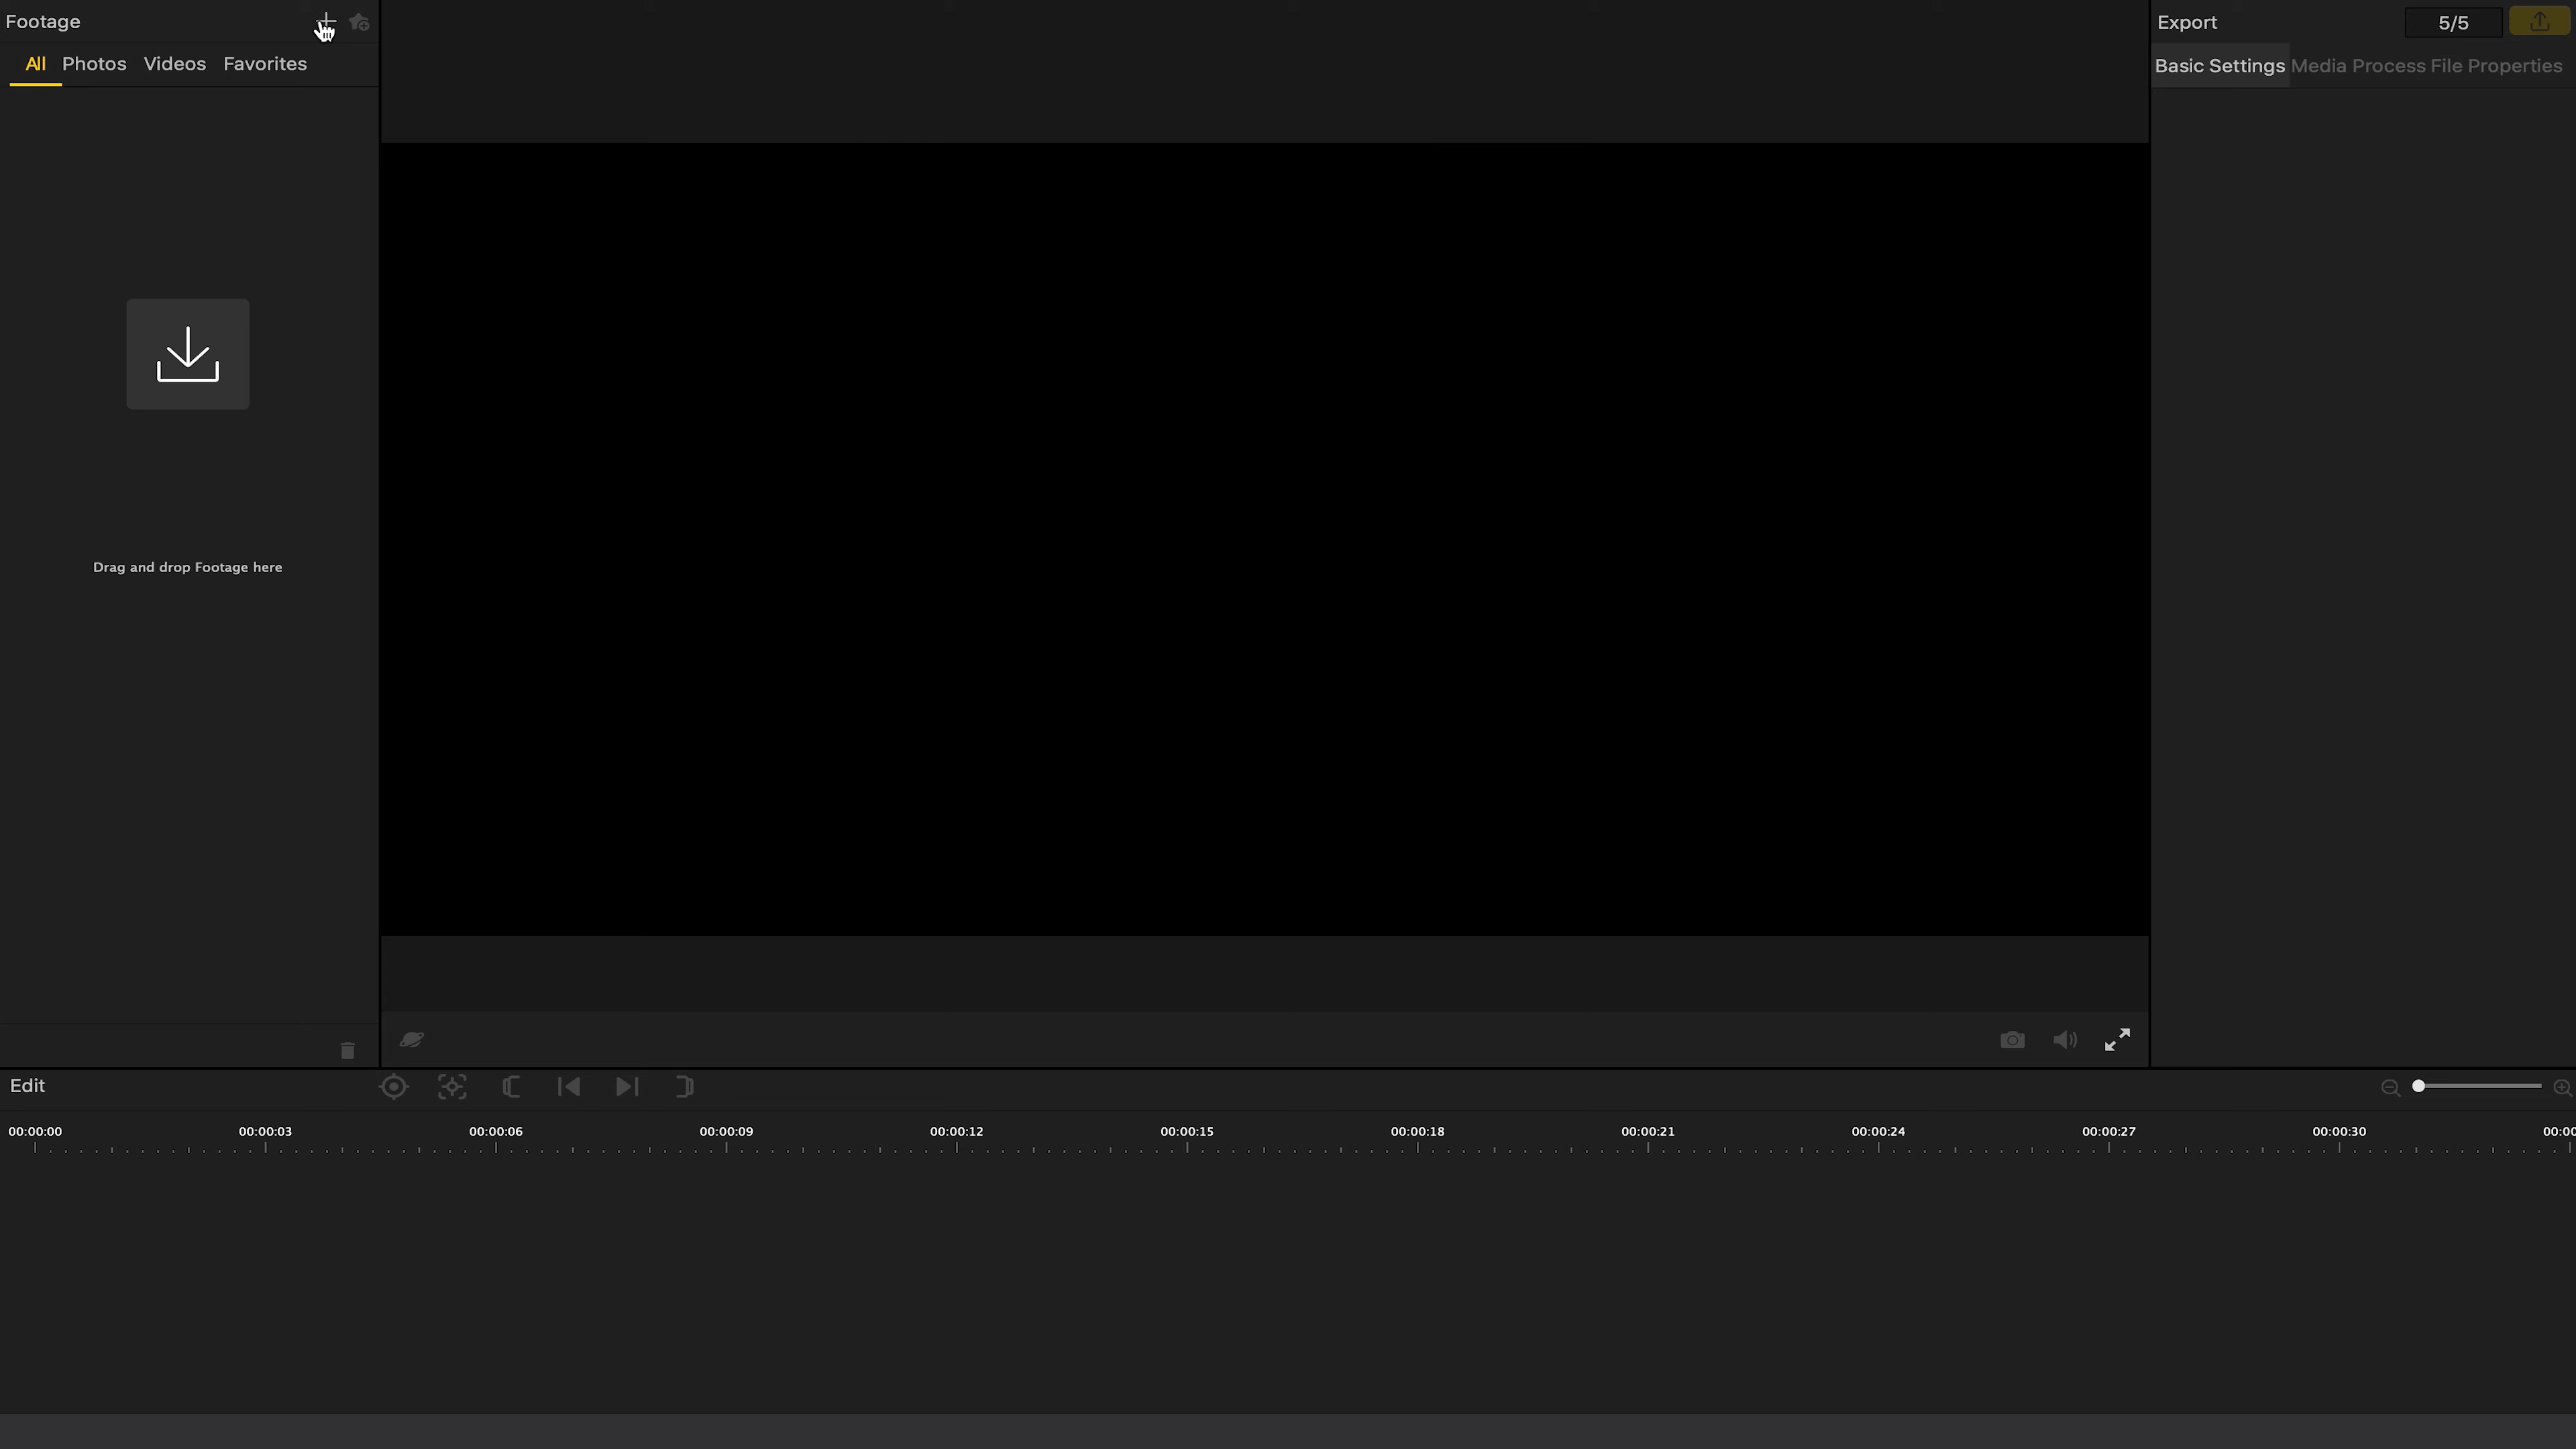 Footage
All Photos Videos Favorites
Drag and drop Footage here
Export 5/5
Basic Settings Media Process File Properties
Edit
00:00:00 00:00:03 00:00:06 00:00:09 00:00:12 00:00:15 00:00:18 00:00:21 00:00:24 00:00:27 00:00:30